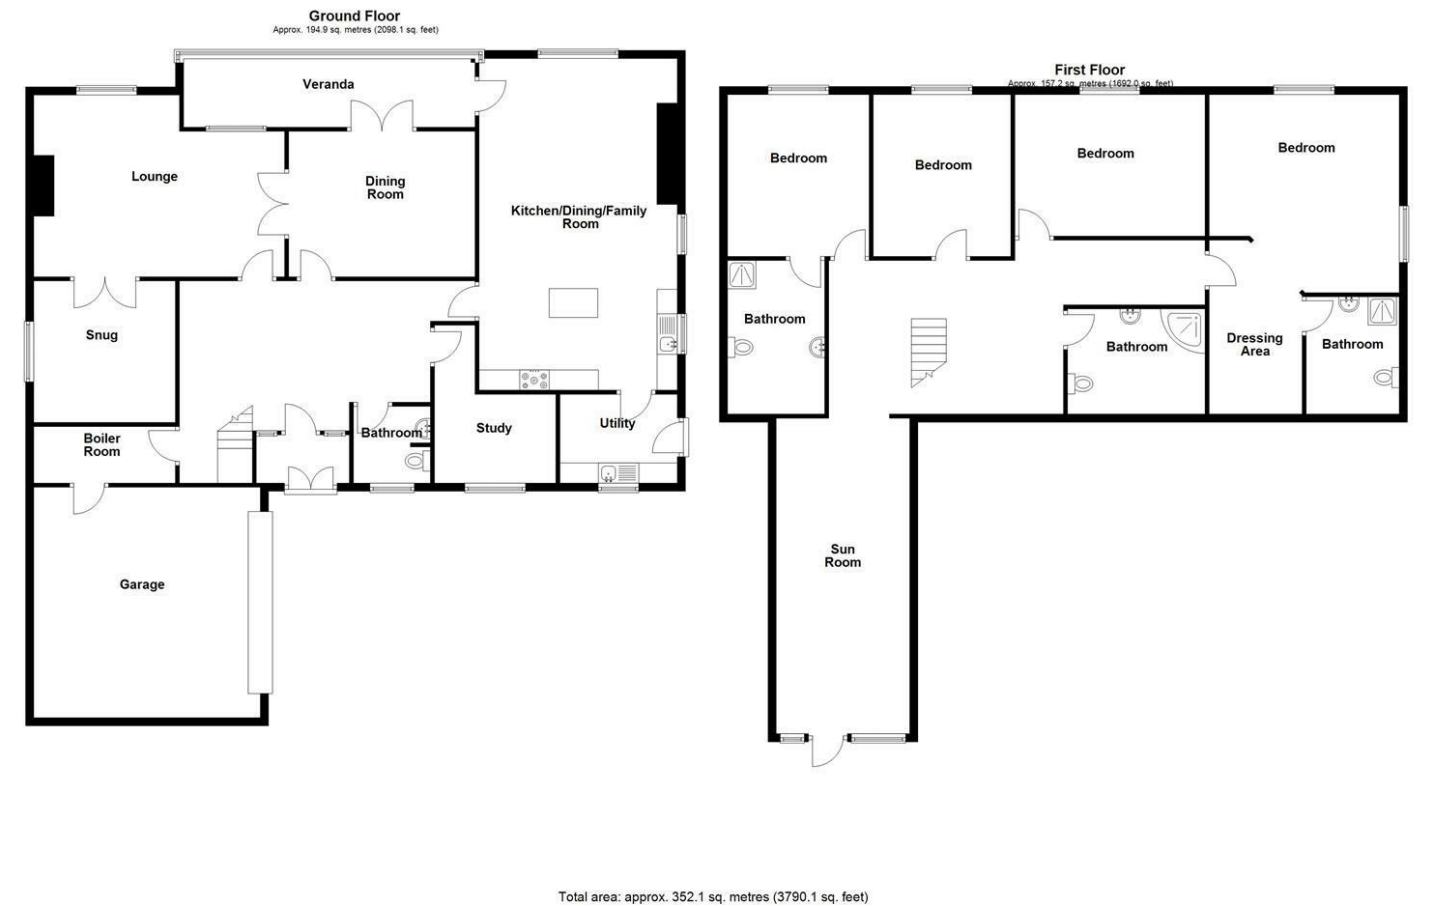 Ground Floor
Approx. 194.9 sq. metres (2098.1 sq. feet)
Veranda
Lounge
Dining
Room
Kitchen/Dining/Family
Room
Snug
Boiler
Room
Bathroom
Study
Utility
Garage
First Floor
Approx. 157.2 sq. metres (1692.0 sq. feet)
Bedroom
Bedroom
Bedroom
Bedroom
Bathroom
Bathroom
Dressing
Area
Bathroom
Sun
Room
Total area: approx. 352.1 sq. metres (3790.1 sq. feet)